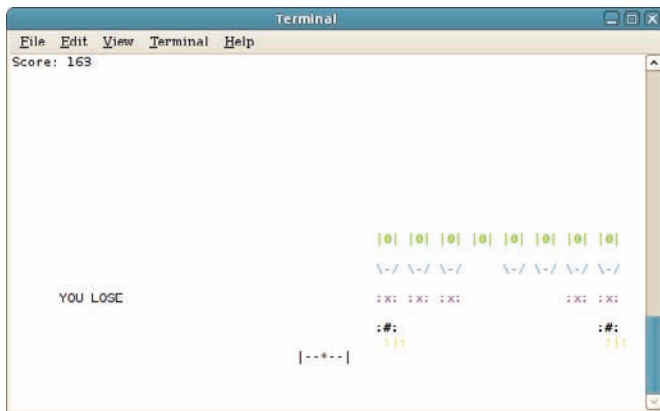 Terminal
File Edit View Terminal Help
Score: 163
|0| |0| |0| |0| |0| |0| |0| |0|
\-/ \-/ \-/ \-/ \-/ \-/ \-/
YOU LOSE :x: :x: :x: :x: :x:
:#: :#:
:|: :|:
|--*--|